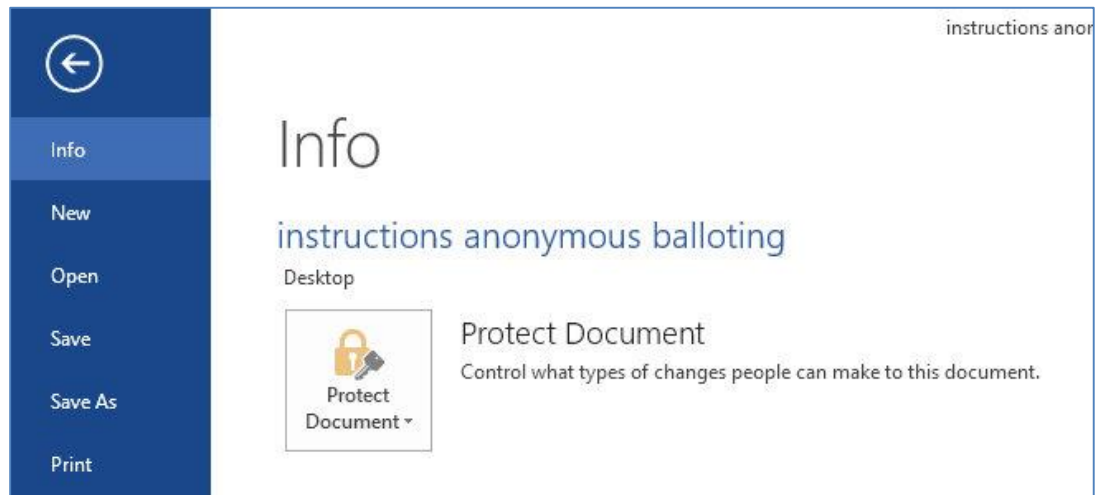 instructions anor
Info
New
Open
Save
Save As
Print
Info
instructions anonymous balloting
Desktop
Protect
Document
Protect Document
Control what types of changes people can make to this document.